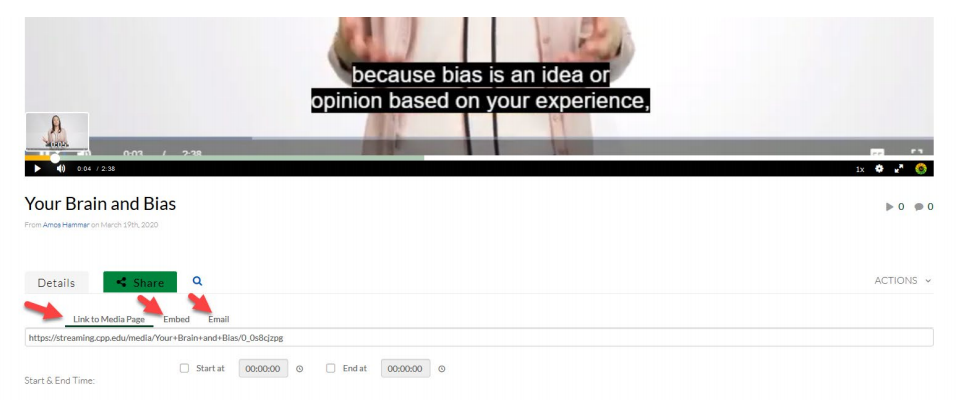 because bias is an idea or
opinion based on your experience,
0:05
0:03 / 2:38
0:04 / 2:38
1x
Your Brain and Bias
0 0
From Amos Hammar on March 19th, 2020
Details Share ACTIONS
Link to Media Page Embed Email
https://streaming.cpp.edu/media/Your+Brain+and+Bias/0_0s8cjzpg
Start at 00:00:00 End at 00:00:00
Start & End Time: